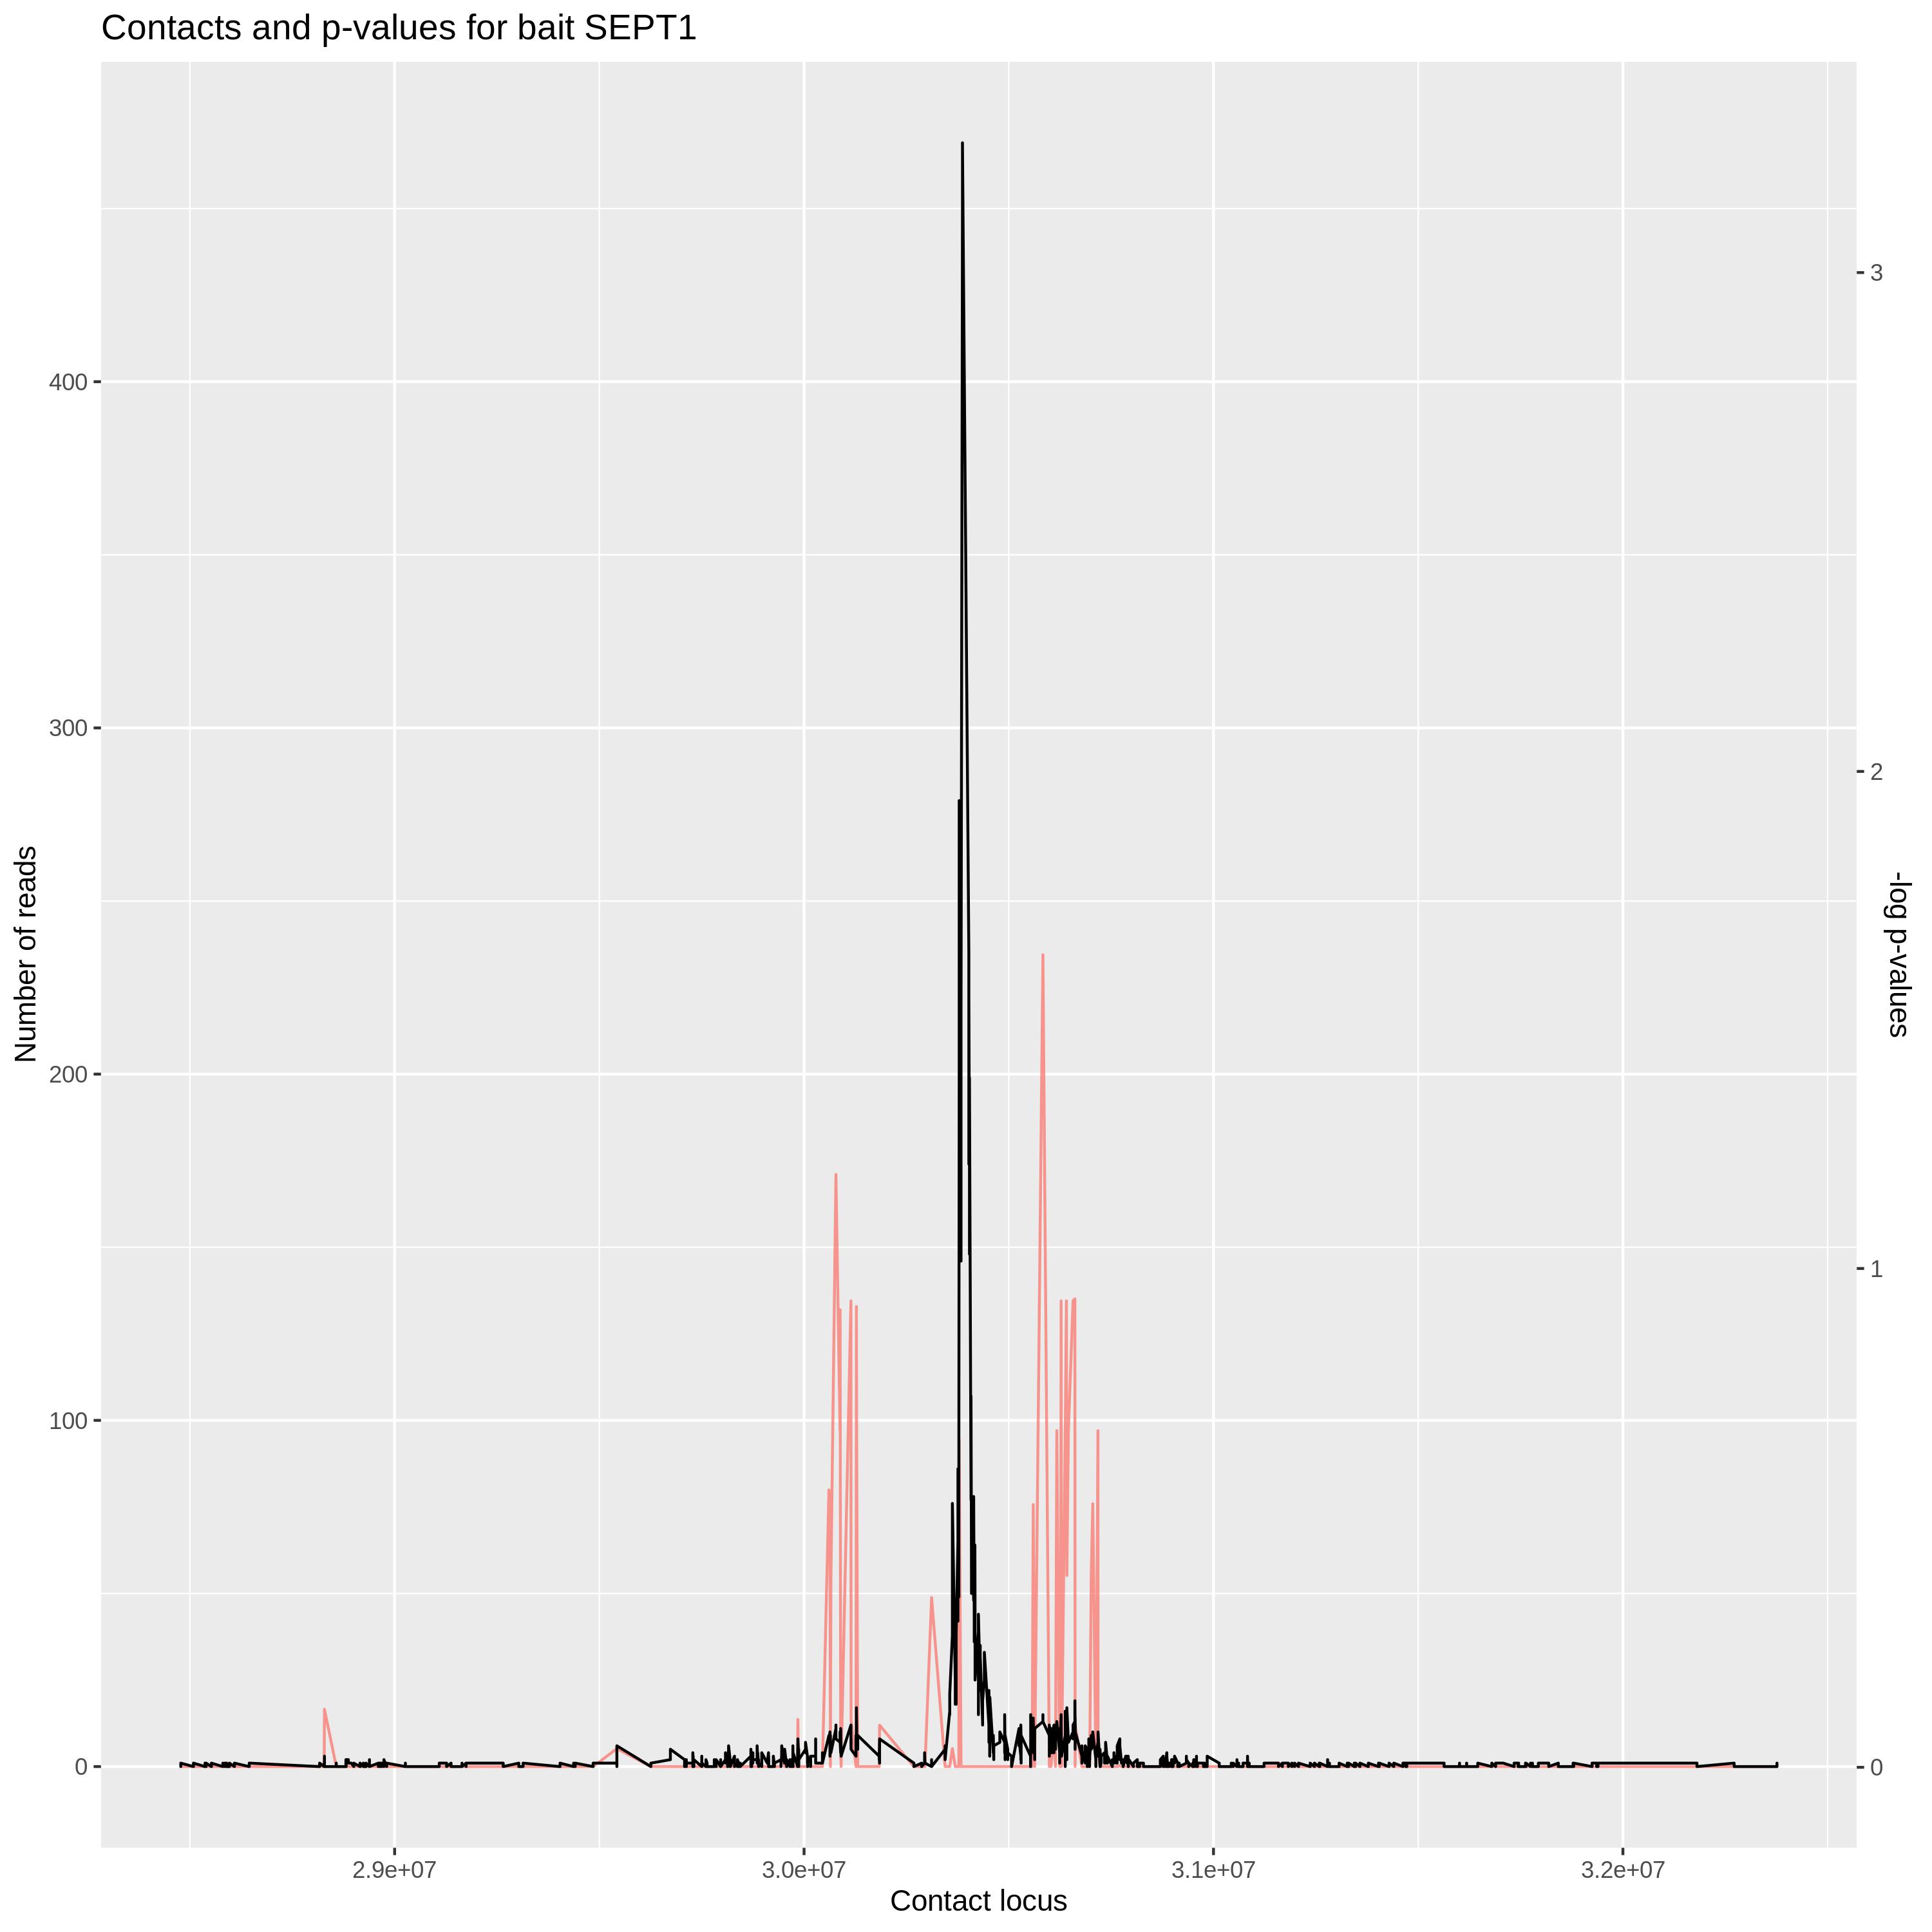 Contacts and p-values for bait SEPT1
Number of reads
400
300
200
100
0
3
2
1
0
-log p-values
2.9e+07
3.0e+07
3.1e+07
3.2e+07
Contact locus